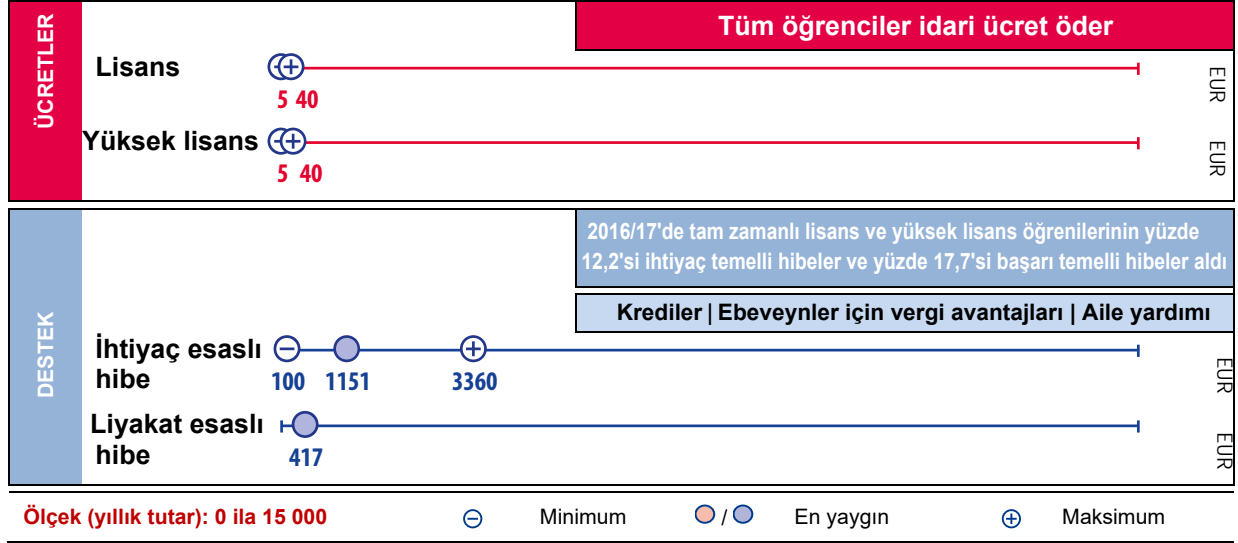 ÜCRETLER
Tüm öğrenciler idari ücret öder
Lisans
5 40
EUR
Yüksek lisans
5 40
EUR
DESTEK
2016/17'de tam zamanlı lisans ve yüksek lisans öğrenilerinin yüzde
12,2'si ihtiyaç temelli hibeler ve yüzde 17,7'si başarı temelli hibeler aldı
Krediler | Ebeveynler için vergi avantajları | Aile yardımı
İhtiyaç esaslı
hibe
100 1151 3360
EUR
Liyakat esaslı
hibe
417
EUR
Ölçek (yıllık tutar): 0 ila 15 000 Minimum / En yaygın Maksimum